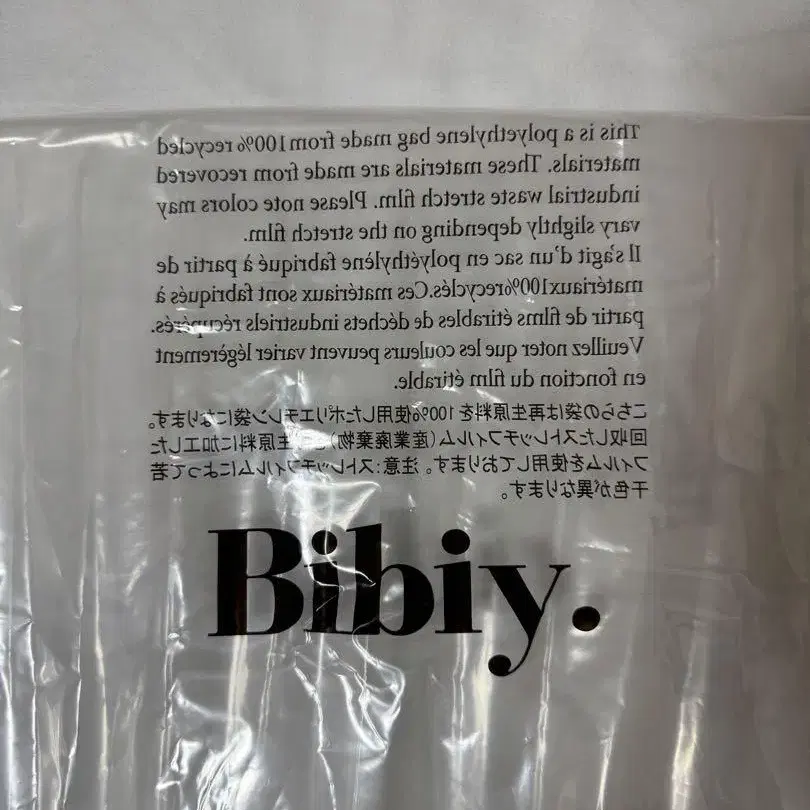 This is a polyethylene bag made from 100% recycled
materials. These materials are made from recovered
industrial waste stretch film. Please note colors may
vary slightly depending on the stretch film.
Il s'agit d'un sac en polyéthylène fabriqué à partir de
matériaux100%recyclés.Ces matériaux sont fabriqués à
partir de films étirables de déchets industriels récupérés.
Veuillez noter que les couleurs peuvent varier légèrement
en fonction du film étirable.
こちらの袋は再生原料を100%使用したポリエチレン袋になります。
回収したストレッチフィルム(産業廃棄物)を再生原料に加工した
フィルムを使用しております。注意:ストレッチフィルムによって若
干色が異なります。
Bibiy.